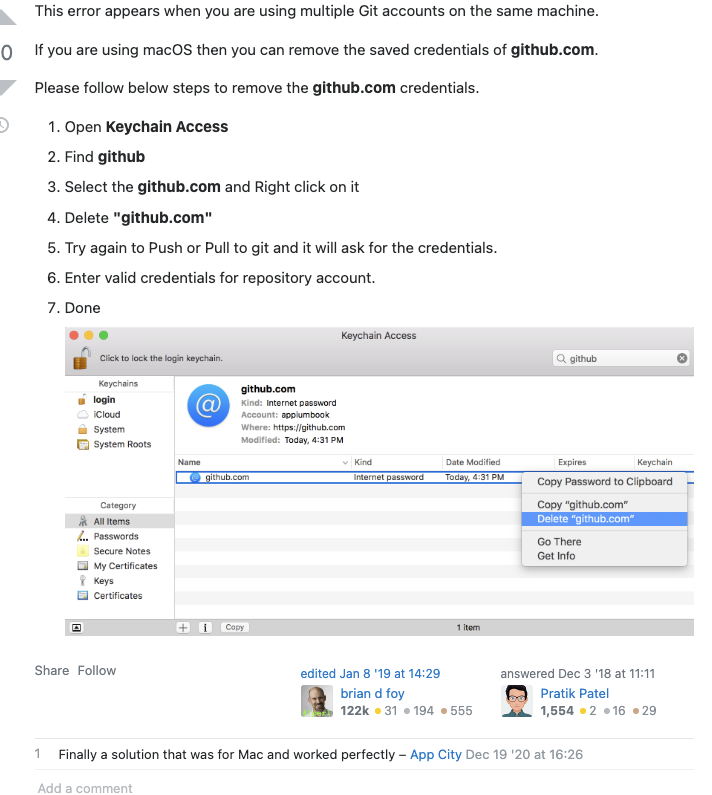 This error appears when you are using multiple Git accounts on the same machine.
0
If you are using macOS then you can remove the saved credentials of github.com.
Please follow below steps to remove the github.com credentials.
1. Open Keychain Access
2. Find github
3. Select the github.com and Right click on it
4. Delete "github.com"
5. Try again to Push or Pull to git and it will ask for the credentials.
6. Enter valid credentials for repository account.
7. Done
Keychain Access
Click to lock the login keychain.
github
Keychains
login
iCloud
System
System Roots
github.com
Kind: Internet password
Account: appiumbook
Where: https://github.com
Modified: Today, 4:31 PM
Name Kind Date Modified Expires Keychain
github.com Internet password Today, 4:31 PM
Copy Password to Clipboard
Copy “github.com”
Delete “github.com”
Go There
Get Info
Category
All Items
Passwords
Secure Notes
My Certificates
Keys
Certificates
Copy
1 item
Share Follow
edited Jan 8 '19 at 14:29
brian d foy
122k 31 194 555
answered Dec 3 '18 at 11:11
Pratik Patel
1,554 2 16 29
1 Finally a solution that was for Mac and worked perfectly – App City Dec 19 '20 at 16:26
Add a comment